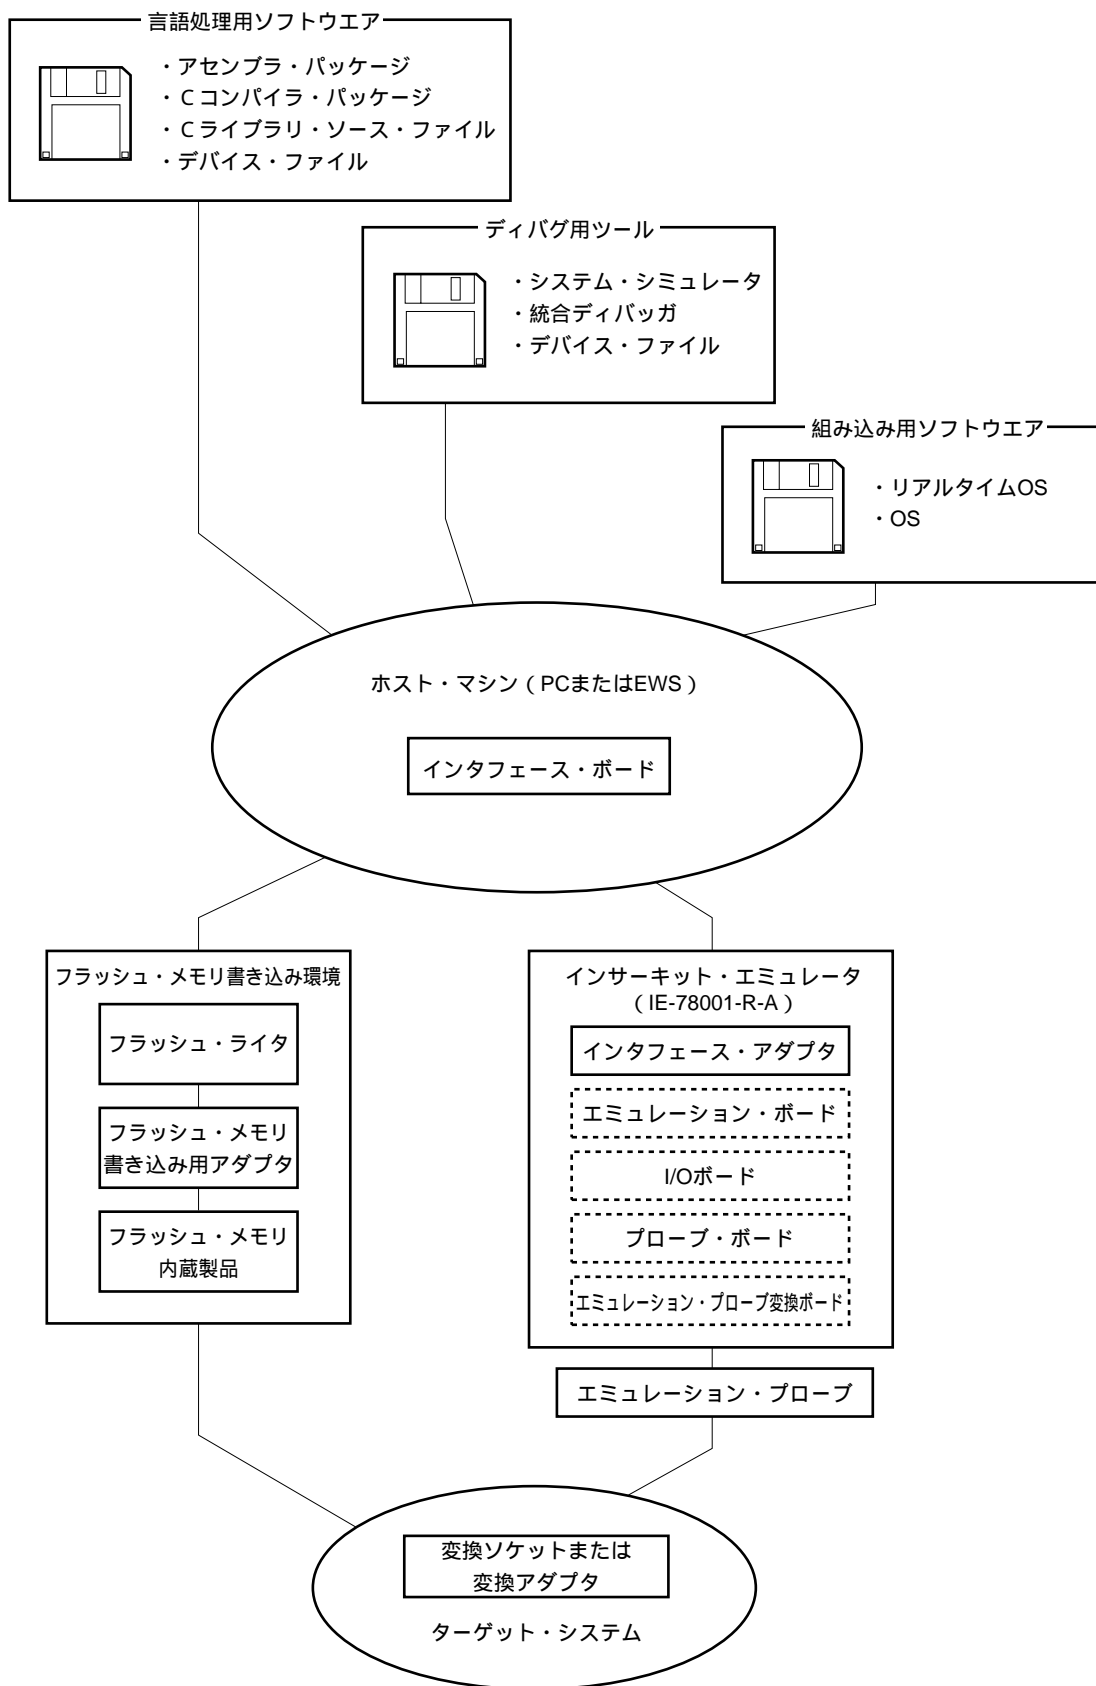 言語処理用ソフトウエア
・アセンブラ・パッケージ
・Cコンパイラ・パッケージ
・Cライブラリ・ソース・ファイル
・デバイス・ファイル
ディバグ用ツール
・システム・シミュレータ
・統合ディバッガ
・デバイス・ファイル
組み込み用ソフトウエア
・リアルタイムOS
・OS
ホスト・マシン(PCまたはEWS)
インタフェース・ボード
フラッシュ・メモリ書き込み環境
フラッシュ・ライタ
フラッシュ・メモリ
書き込み用アダプタ
フラッシュ・メモリ
内蔵製品
インサーキット・エミュレータ
(IE-78001-R-A)
インタフェース・アダプタ
エミュレーション・ボード
I/Oボード
プローブ・ボード
エミュレーション・プローブ変換ボード
エミュレーション・プローブ
変換ソケットまたは
変換アダプタ
ターゲット・システム